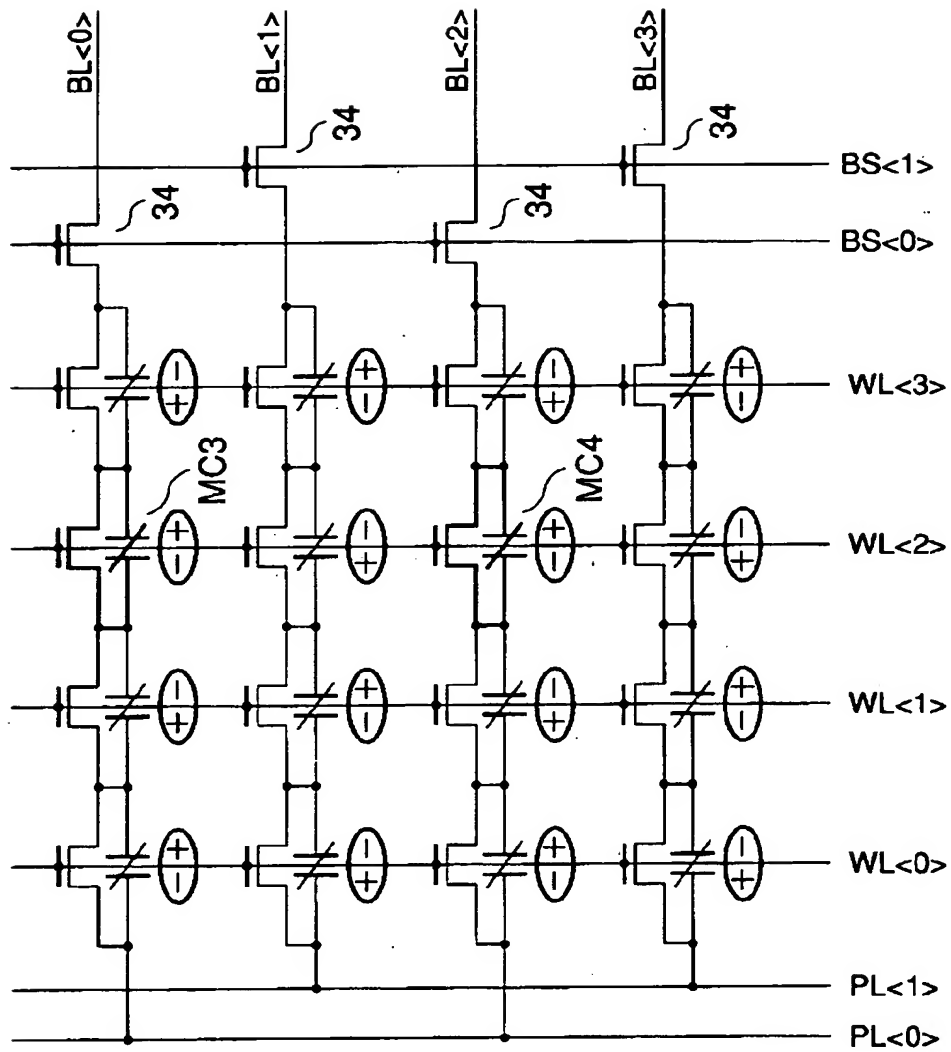 BL<0>
BL<1>
BL<2>
BL<3>
34
34
BS<1>
34
34
BS<0>
+ −
− +
+ −
− +
WL<3>
MC3
MC4
− +
+ −
− +
+ −
WL<2>
+ −
− +
+ −
− +
WL<1>
− +
+ −
− +
+ −
WL<0>
PL<1>
PL<0>